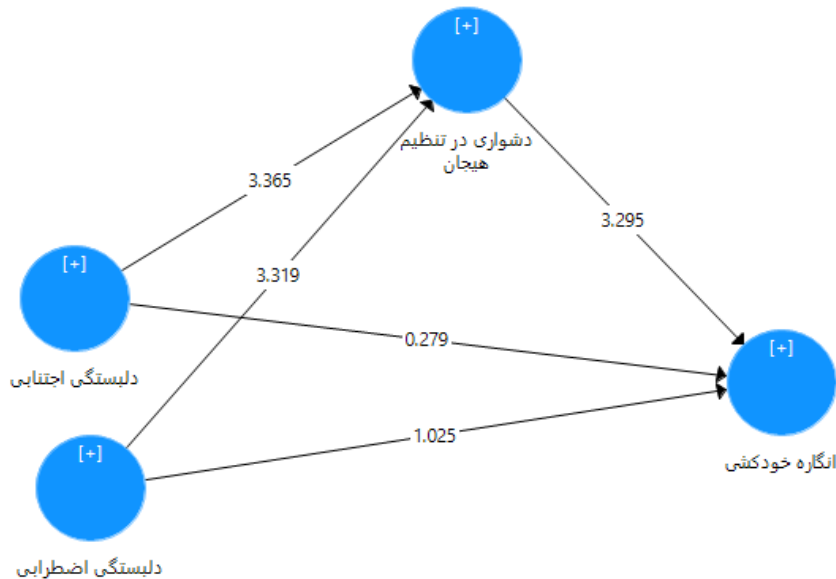 [+]
دشواری در تنظیم
هیجان
3.365
3.295
[+]
3.319
دلبستگی اجتنابی
0.279
[+]
انگاره خودکشی
[+]
1.025
دلبستگی اضطرابی